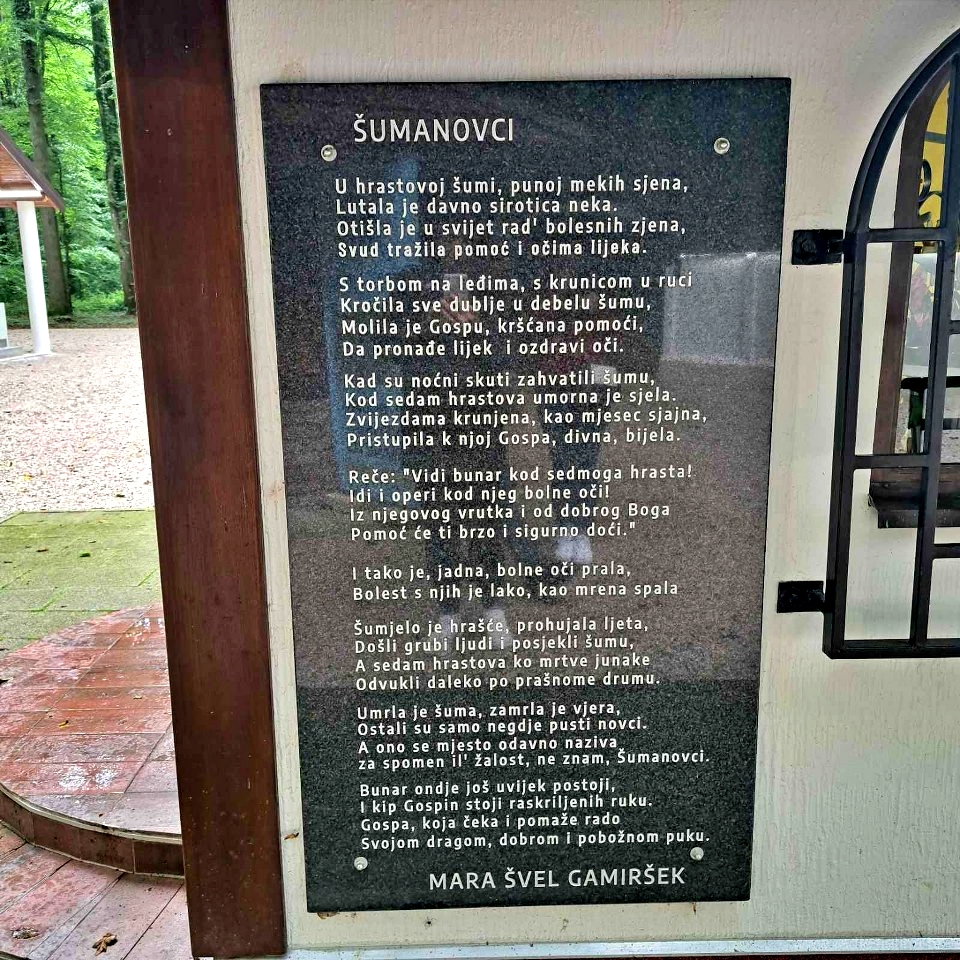 ŠUMANOVCI
U hrastovoj šumi, punoj mekih sjena,
Lutala je davno sirotica neka.
Otišla je u svijet rad' bolesnih zjena,
Svud tražila pomoć i očima lijeka.
S torbom na leđima, s krunicom u ruci
Kročila sve dublje u debelu šumu,
Molila je Gospu, kršćana pomoći,
Da pronađe lijek i ozdravi oči.
Kad su noćni skuti zahvatili šumu,
Kod sedam hrastova umorna je sjela.
Zvijezdama krunjena, kao mjesec sjajna,
Pristupila k njoj Gospa, divna, bijela.
Reče: "Vidi bunar kod sedmoga hrasta!
Idi i operi kod njeg bolne oči!
Iz njegovog vrutka i od dobrog Boga
Pomoć će ti brzo i sigurno doći."
I tako je, jadna, bolne oči prala,
Bolest s njih je lako, kao mrena spala
Šumjelo je hrašće, prohujala ljeta,
Došli grubi ljudi i posjekli šumu,
A sedam hrastova ko mrtve junake
Odvukli daleko po prašnome drumu.
Umrla je šuma, zamrla je vjera,
Ostali su samo negdje pusti novci.
A ono se mjesto odavno naziva
za spomen il' žalost, ne znam, Šumanovci.
Bunar ondje još uvijek postoji,
I kip Gospin stoji raskriljenih ruku.
Gospa, koja čeka i pomaže rado
Svojom dragom, dobrom i pobožnom puku.
MARA ŠVEL GAMIRŠEK